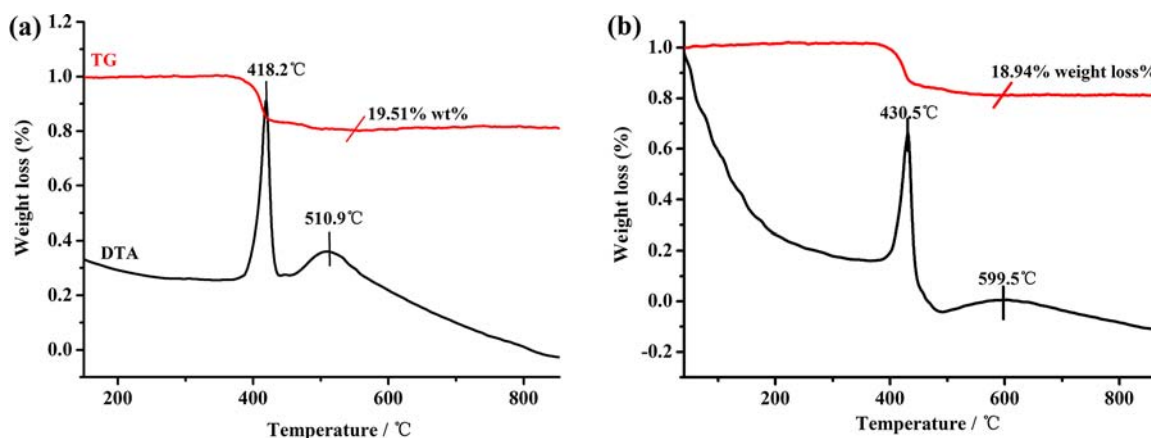 (a)
1.2
1.0
0.8
0.6
0.4
0.2
0.0
Weight loss (%)
TG
418.2℃
19.51% wt%
DTA
510.9℃
200
400
600
800
Temperature / ℃
(b)
1.0
0.8
0.6
0.4
0.2
0.0
-0.2
Weight loss (%)
18.94% weight loss%
430.5℃
599.5℃
200
400
600
800
Temperature / ℃